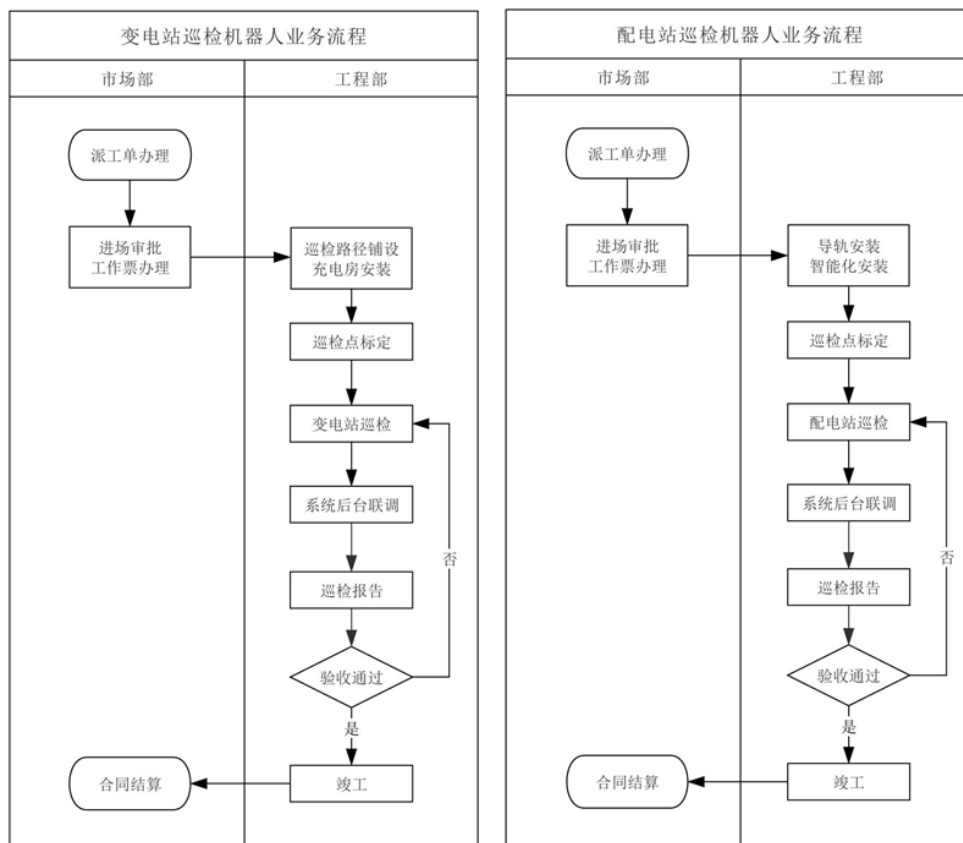 变电站巡检机器人业务流程
市场部
工程部
派工单办理
进场审批
工作票办理
巡检路径铺设
充电房安装
巡检点标定
变电站巡检
系统后台联调
巡检报告
否
验收通过
是
合同结算
竣工
配电站巡检机器人业务流程
市场部
工程部
派工单办理
进场审批
工作票办理
导轨安装
智能化安装
巡检点标定
配电站巡检
系统后台联调
巡检报告
否
验收通过
是
合同结算
竣工